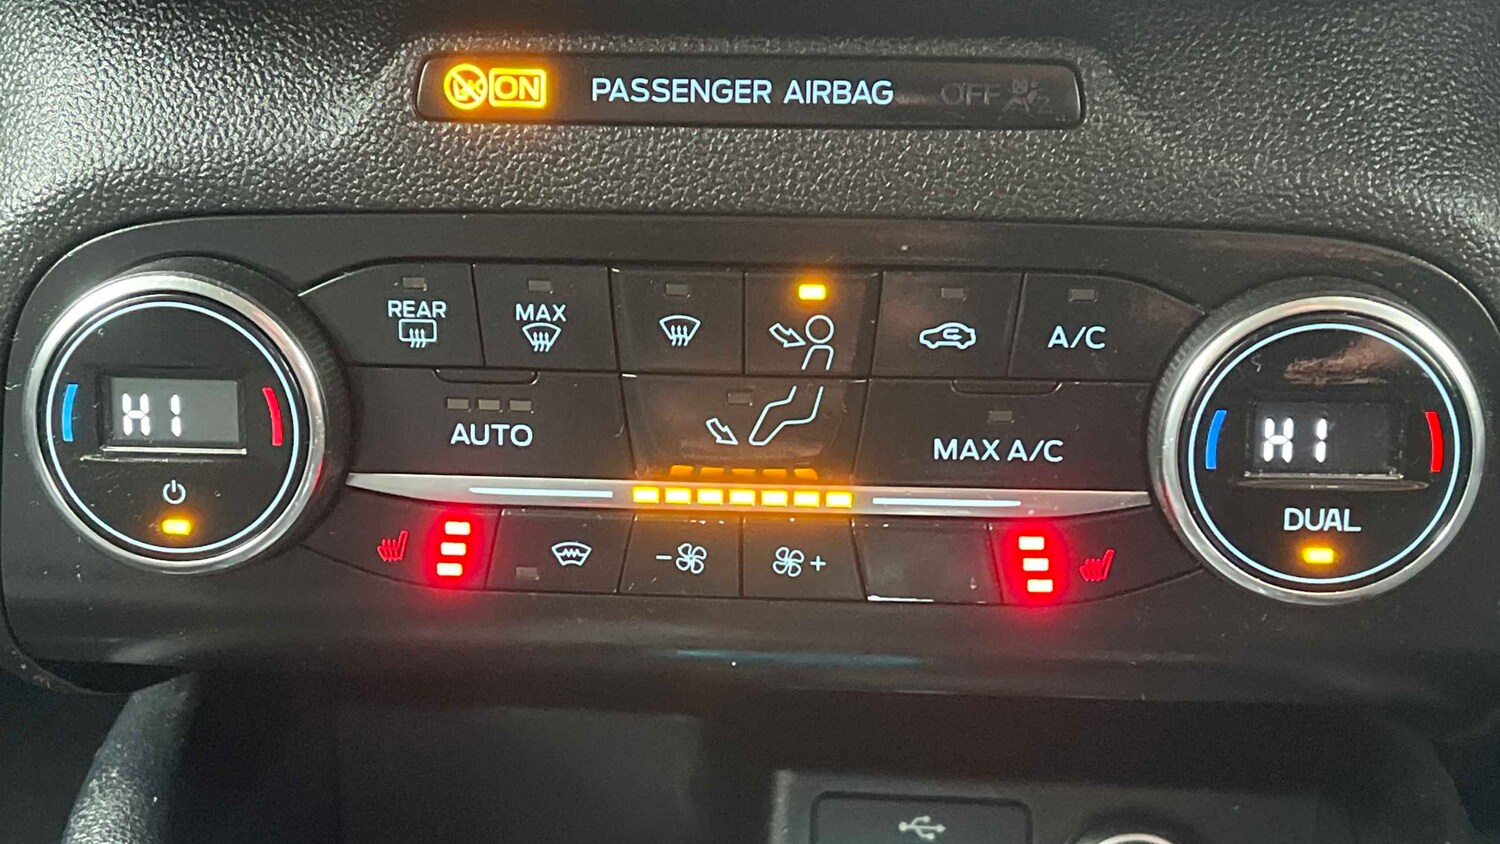 ON PASSENGER AIRBAG OFF
REAR
MAX
A/C
HI
AUTO
MAX A/C
HI
DUAL